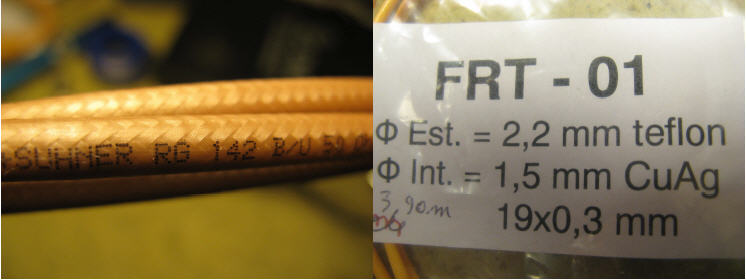 SUHNER RG 142 B/U 50
FRT - 01
Φ Est. = 2,2 mm teflon
Φ Int. = 1,5 mm CuAg
3,90m
19x0,3 mm